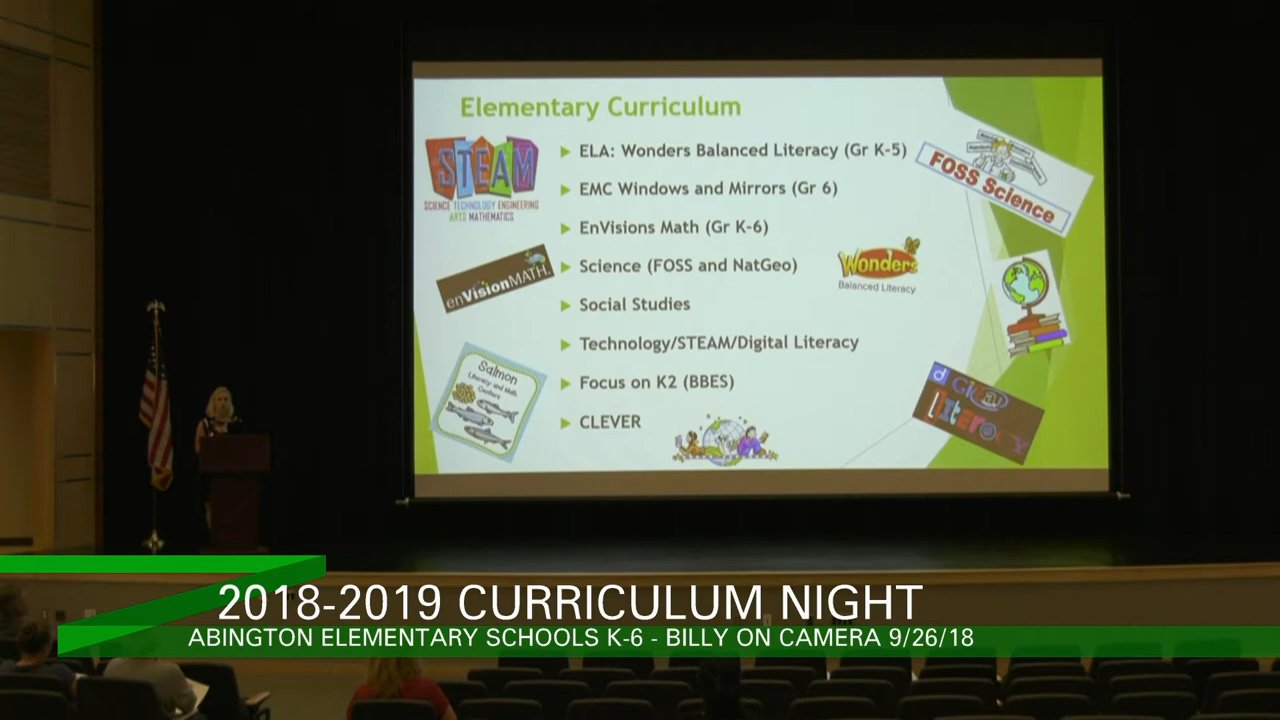 Elementary Curriculum
STEAM
SCIENCE TECHNOLOGY ENGINEERING
ARTS MATHEMATICS
enVisionMATH.
Salmon
Literacy and Math
Centers
ELA: Wonders Balanced Literacy (Gr K-5)
EMC Windows and Mirrors (Gr 6)
EnVisions Math (Gr K-6)
Science (FOSS and NatGeo)
Social Studies
Technology/STEAM/Digital Literacy
Focus on K2 (BBES)
CLEVER
FOSS Science
Wonders
Balanced Literacy
Literacy
2018-2019 CURRICULUM NIGHT
ABINGTON ELEMENTARY SCHOOLS K-6 - BILLY ON CAMERA 9/26/18